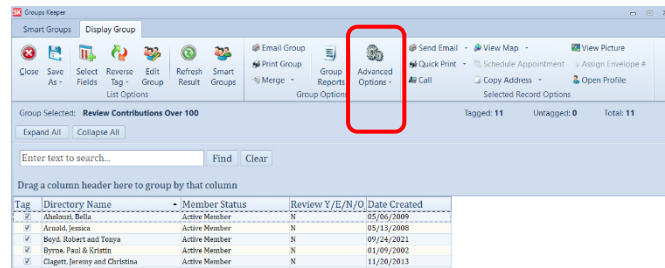 SK Groups Keeper
Smart Groups Display Group
Close Save As Select Fields Reverse Tag Edit Group Refresh Result Smart Groups
List Options
Email Group
Print Group
Merge
Group Reports Advanced Options
Group Options
Send Email View Map View Picture
Quick Print Schedule Appointment Assign Envelope #
Call Copy Address Open Profile
Selected Record Options
Group Selected: Review Contributions Over 100 Tagged: 11 Untagged: 0 Total: 11
Expand All Collapse All
Enter text to search... Find Clear
Drag a column header here to group by that column
Tag Directory Name Member Status Review Y/E/N/O Date Created
Bella Active Member N 05/06/2009
Arnold, Jessica Active Member N 05/13/2008
Boyd, Robert and Tonya Active Member N 09/24/2021
Byrne, Paul & Kristin Active Member N 01/09/2002
Clagett, Jeremy and Christina Active Member N 11/20/2013